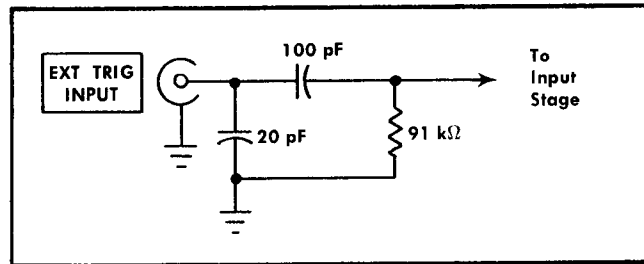 EXT TRIG
INPUT
100 pF
To
Input
Stage
20 pF
91 kΩ